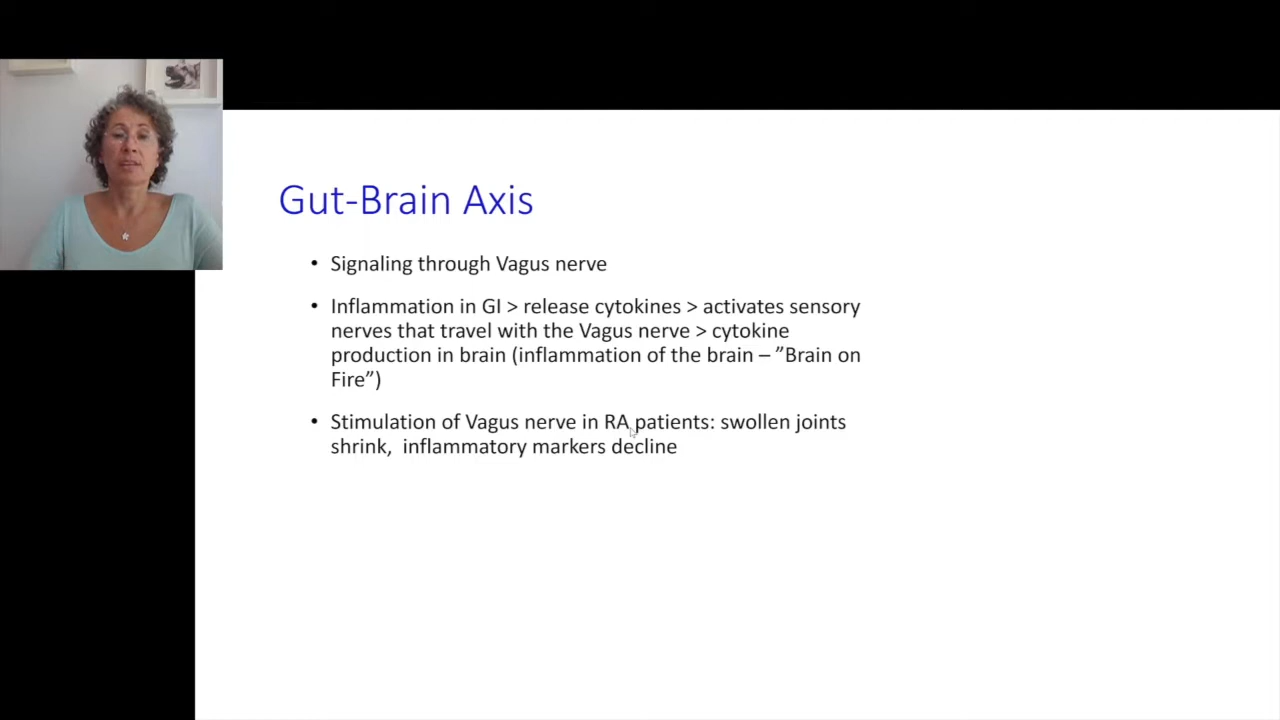 Gut-Brain Axis
• Signaling through Vagus nerve
• Inflammation in GI > release cytokines > activates sensory
nerves that travel with the Vagus nerve > cytokine
production in brain (inflammation of the brain – ”Brain on
Fire”)
• Stimulation of Vagus nerve in RA patients: swollen joints
shrink,  inflammatory markers decline